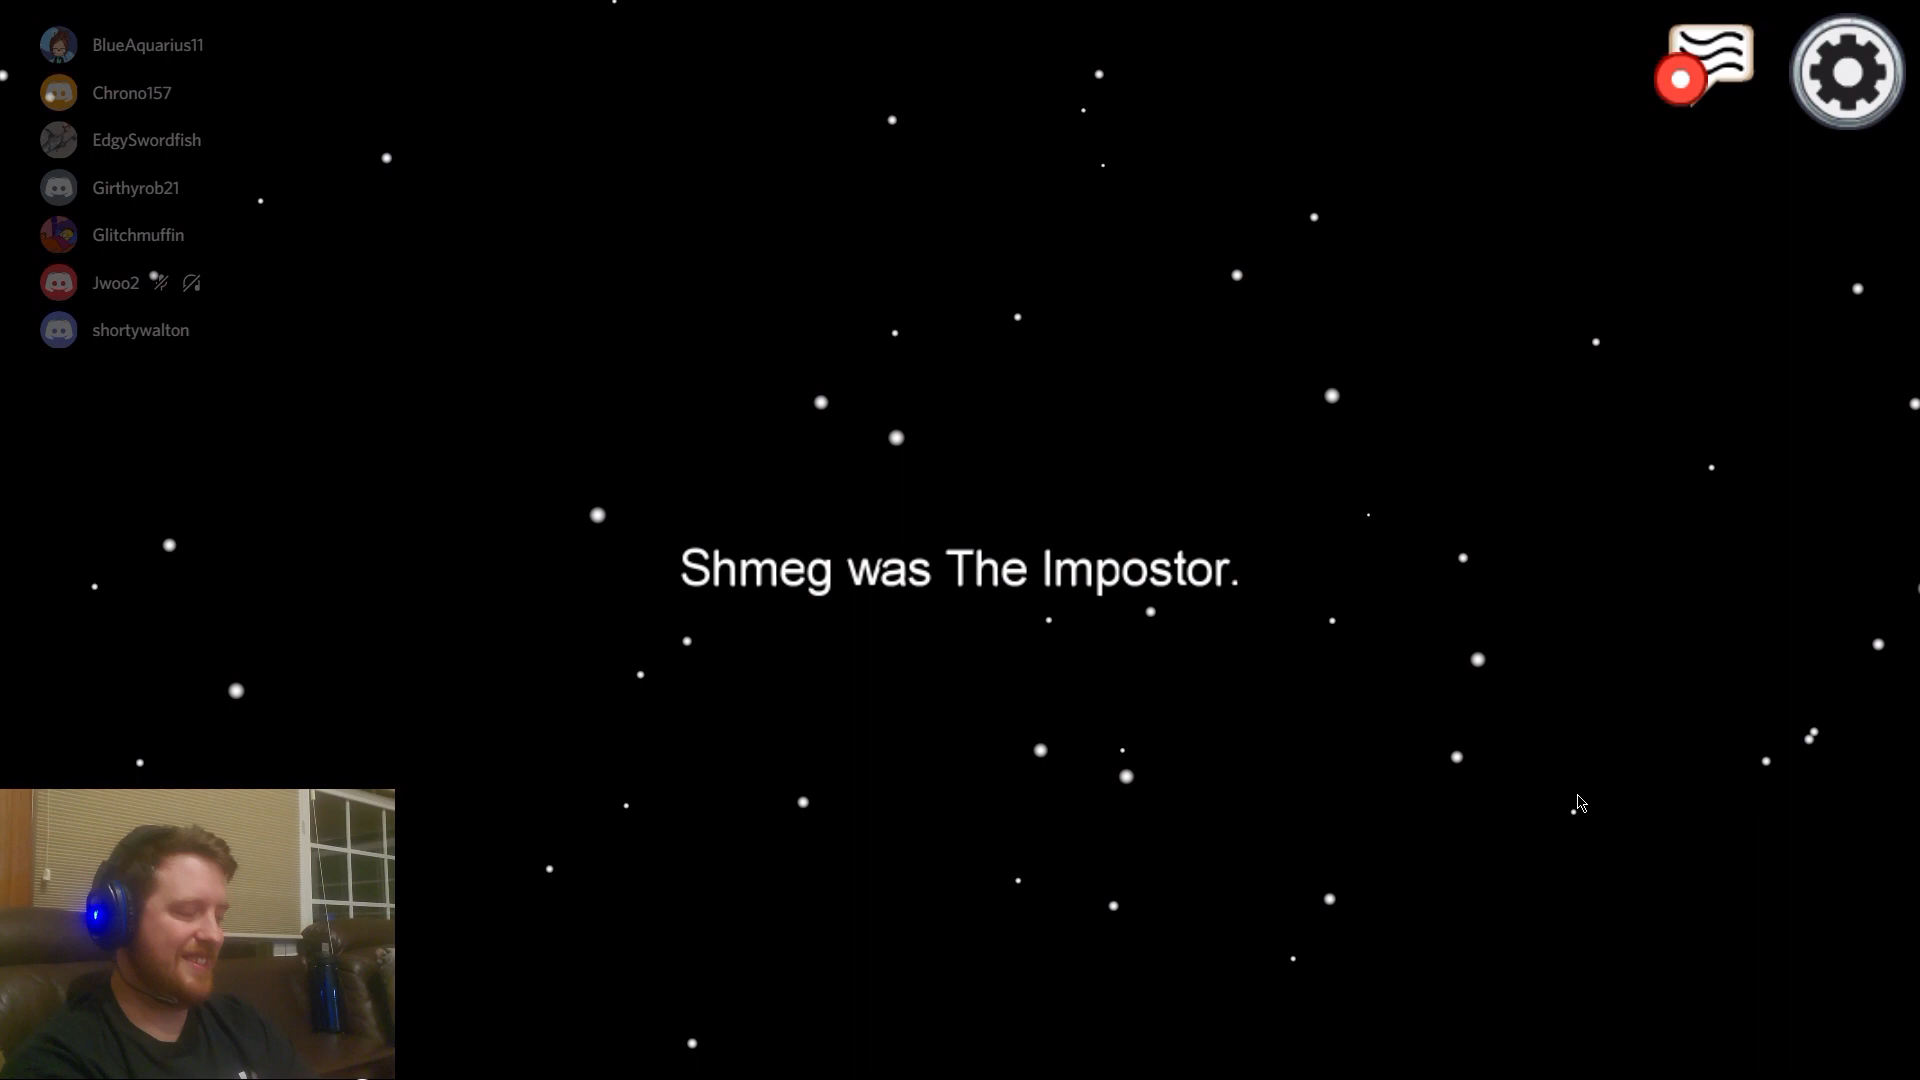 BlueAquarius11
Chrono157
EdgySwordfish
Girthyrob21
Glitchmuffin
Jwoo2
shortywalton
Shmeg was The Impostor.